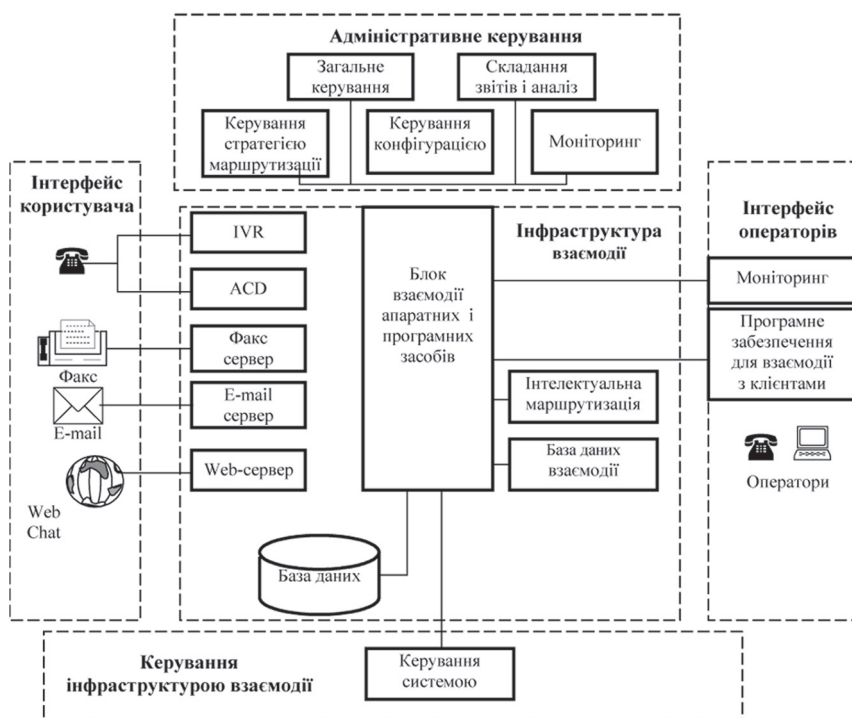 Адміністративне керування
Загальне
керування
Складання
звітів і аналіз
Керування
стратегією
маршрутизації
Керування
конфігурацією
Моніторинг
Інтерфейс
користувача
Факс
E-mail
Web
Chat
IVR
ACD
Факс
сервер
E-mail
сервер
Web-сервер
База даних
Блок
взаємодії
апаратних і
програмних
засобів
Інфраструктура
взаємодії
Інтелектуальна
маршрутизація
База даних
взаємодії
Інтерфейс
операторів
Моніторинг
Програмне
забезпечення
для взаємодії
з клієнтами
Оператори
Керування
інфраструктурою взаємодії
Керування
системою